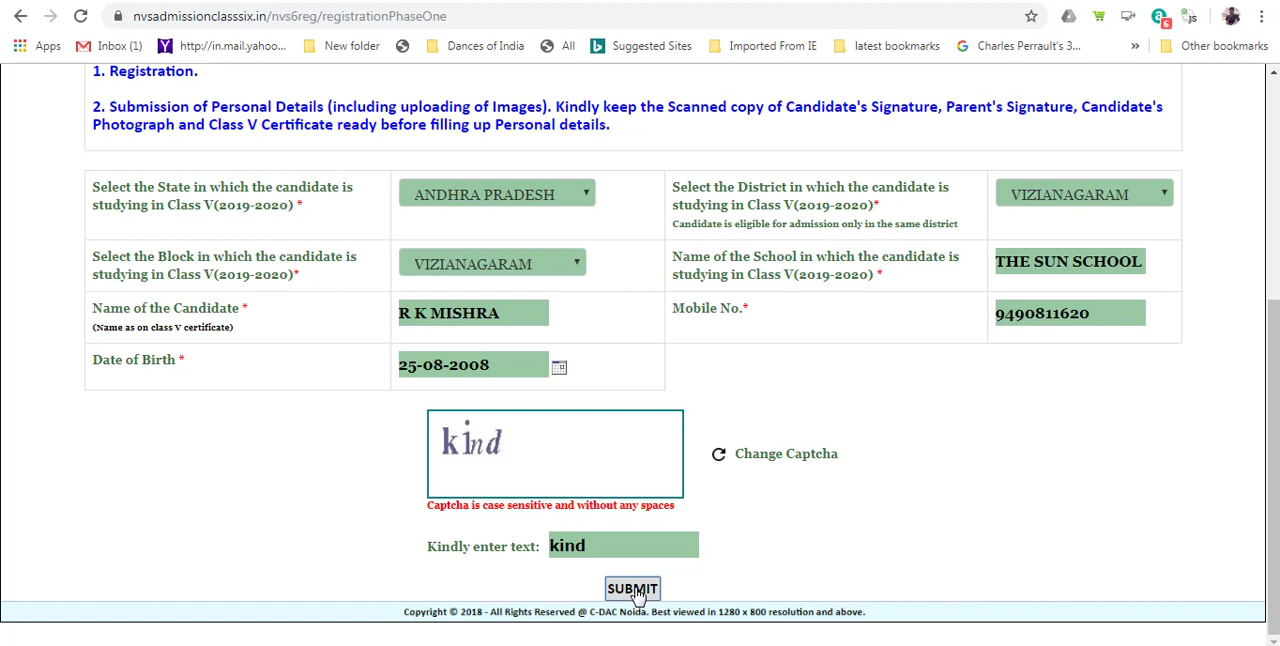 nvsadmissionclasssix.in/nvs6reg/registrationPhaseOne
6 js
Apps Inbox (1) http://in.mail.yahoo... New folder Dances of India All Suggested Sites Imported From IE latest bookmarks Charles Perrault's 3... » Other bookmarks
1. Registration.
2. Submission of Personal Details (including uploading of Images). Kindly keep the Scanned copy of Candidate's Signature, Parent's Signature, Candidate's
Photograph and Class V Certificate ready before filling up Personal details.
Select the State in which the candidate is
studying in Class V(2019-2020) *
ANDHRA PRADESH
Select the District in which the candidate is
studying in Class V(2019-2020)*
Candidate is eligible for admission only in the same district
VIZIANAGARAM
Select the Block in which the candidate is
studying in Class V(2019-2020)*
VIZIANAGARAM
Name of the School in which the candidate is
studying in Class V(2019-2020) *
THE SUN SCHOOL
Name of the Candidate *
(Name as on class V certificate)
R K MISHRA
Mobile No.*
9490811620
Date of Birth *
25-08-2008
kind
Change Captcha
Captcha is case sensitive and without any spaces
Kindly enter text: kind
SUBMIT
Copyright © 2018 - All Rights Reserved @ C-DAC Noida. Best viewed in 1280 x 800 resolution and above.